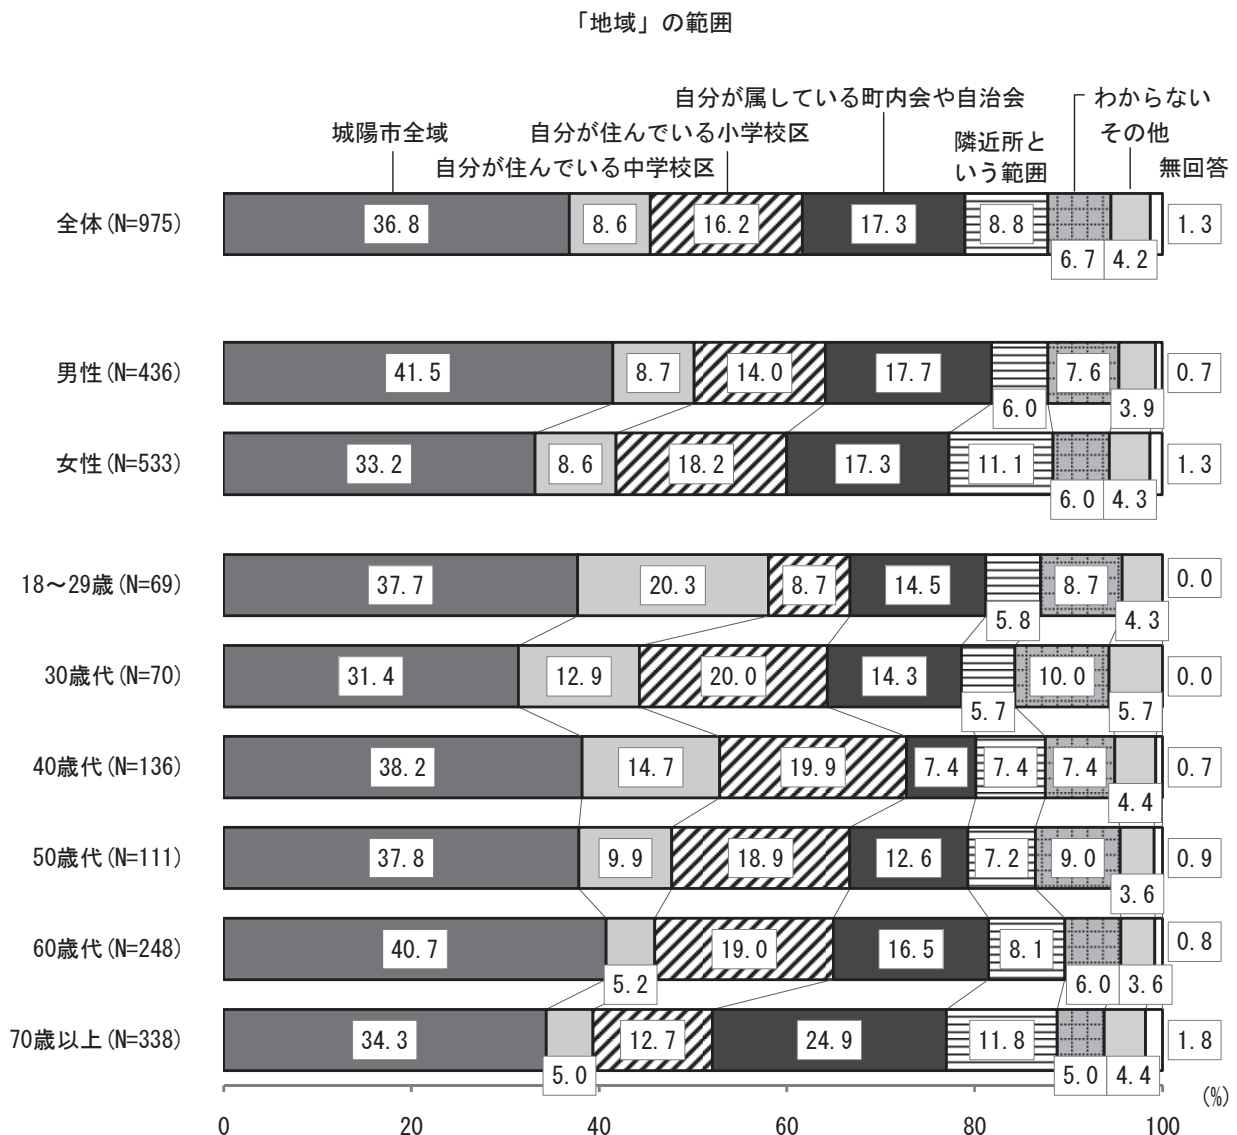 「地域」の範囲
自分が属している町内会や自治会
わからない
城陽市全域
自分が住んでいる小学校区
その他
自分が住んでいる中学校区
隣近所と
いう範囲
無回答
全体(N=975) 36.8 8.6 16.2 17.3 8.8 6.7 4.2 1.3
男性(N=436) 41.5 8.7 14.0 17.7 6.0 7.6 3.9 0.7
女性(N=533) 33.2 8.6 18.2 17.3 11.1 6.0 4.3 1.3
18～29歳(N=69) 37.7 20.3 8.7 14.5 5.8 8.7 4.3 0.0
30歳代(N=70) 31.4 12.9 20.0 14.3 5.7 10.0 5.7 0.0
40歳代(N=136) 38.2 14.7 19.9 7.4 7.4 7.4 4.4 0.7
50歳代(N=111) 37.8 9.9 18.9 12.6 7.2 9.0 3.6 0.9
60歳代(N=248) 40.7 5.2 19.0 16.5 8.1 6.0 3.6 0.8
70歳以上(N=338) 34.3 5.0 12.7 24.9 11.8 5.0 4.4 1.8
(%)
0 20 40 60 80 100